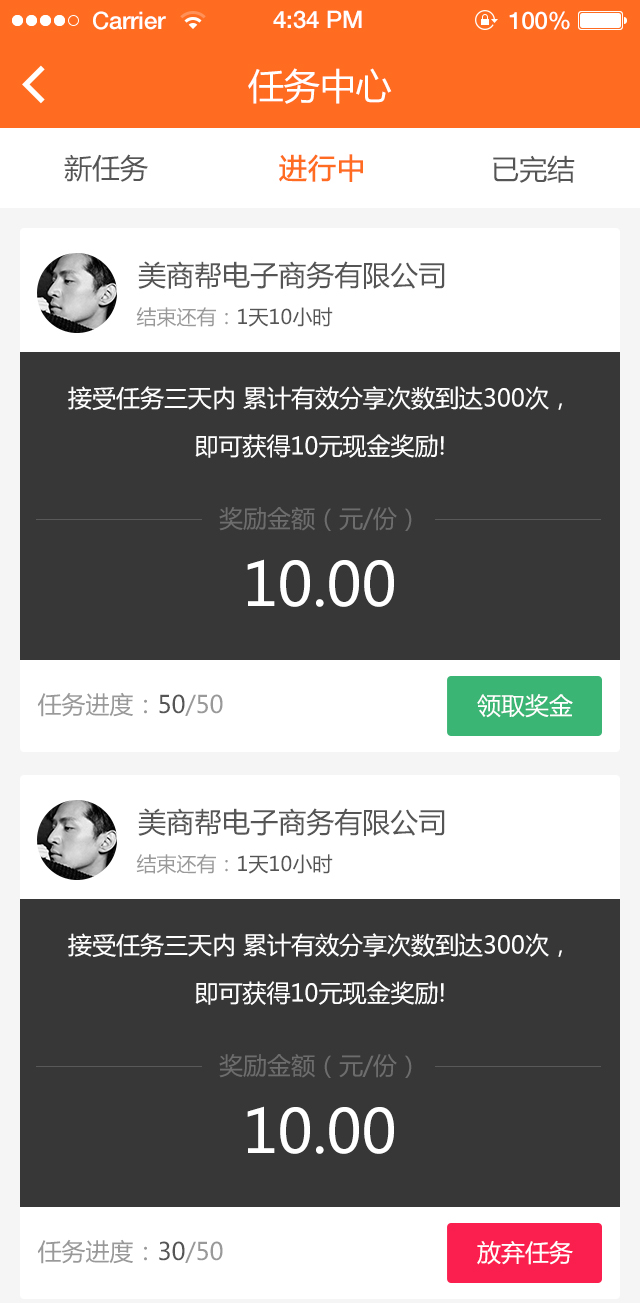 Carrier 4:34 PM 100%
任务中心
新任务 进行中 已完结
美商帮电子商务有限公司
结束还有：1天10小时
接受任务三天内 累计有效分享次数到达300次，
即可获得10元现金奖励!
奖励金额（元/份）
10.00
任务进度：50/50 领取奖金
美商帮电子商务有限公司
结束还有：1天10小时
接受任务三天内 累计有效分享次数到达300次，
即可获得10元现金奖励!
奖励金额（元/份）
10.00
任务进度：30/50 放弃任务